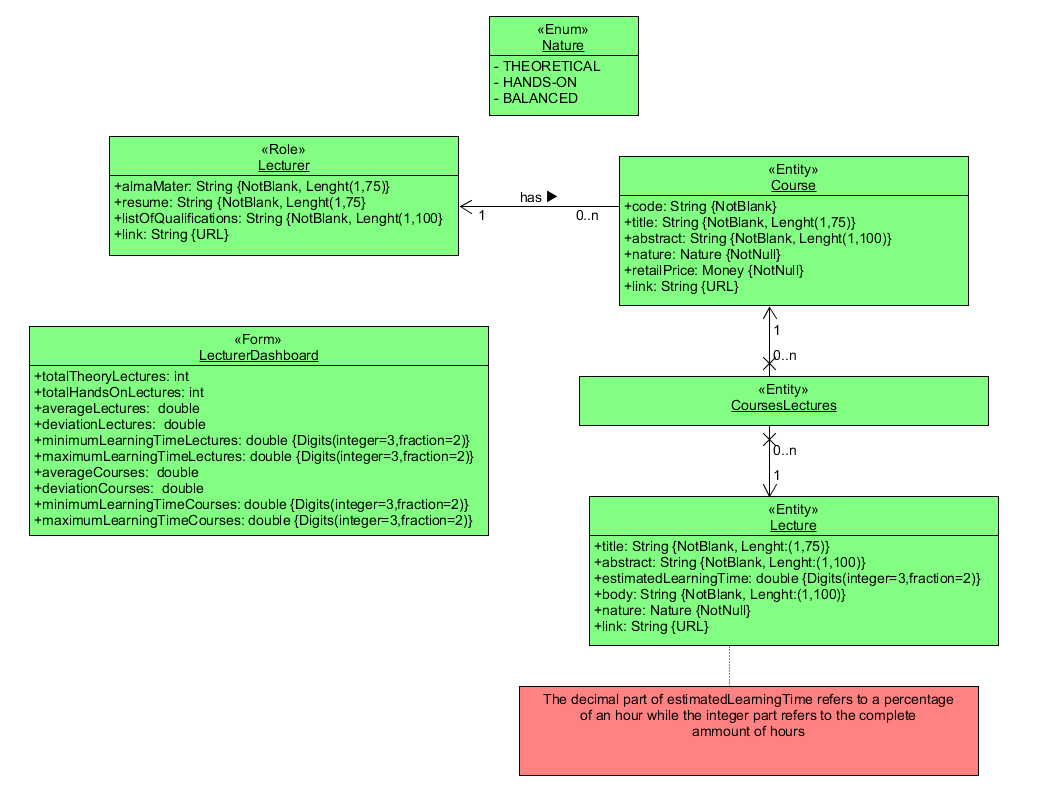 «Enum»
Nature
- THEORETICAL
- HANDS-ON
- BALANCED
«Role»
Lecturer
+almaMater: String {NotBlank, Lenght(1,75)}
+resume: String {NotBlank, Lenght(1,75}
+listOfQualifications: String {NotBlank, Lenght(1,100}
+link: String {URL}
has ▶
1
0..n
«Entity»
Course
+code: String {NotBlank}
+title: String {NotBlank, Lenght(1,75)}
+abstract: String {NotBlank, Lenght(1,100)}
+nature: Nature {NotNull}
+retailPrice: Money {NotNull}
+link: String {URL}
«Form»
LecturerDashboard
+totalTheoryLectures: int
+totalHandsOnLectures: int
+averageLectures:  double
+deviationLectures:  double
+minimumLearningTimeLectures: double {Digits(integer=3,fraction=2)}
+maximumLearningTimeLectures: double {Digits(integer=3,fraction=2)}
+averageCourses:  double
+deviationCourses:  double
+minimumLearningTimeCourses: double {Digits(integer=3,fraction=2)}
+maximumLearningTimeCourses: double {Digits(integer=3,fraction=2)}
1
0..n
«Entity»
CoursesLectures
0..n
1
«Entity»
Lecture
+title: String {NotBlank, Lenght:(1,75)}
+abstract: String {NotBlank, Lenght:(1,100)}
+estimatedLearningTime: double {Digits(integer=3,fraction=2)}
+body: String {NotBlank, Lenght:(1,100)}
+nature: Nature {NotNull}
+link: String {URL}
The decimal part of estimatedLearningTime refers to a percentage
of an hour while the integer part refers to the complete
ammount of hours